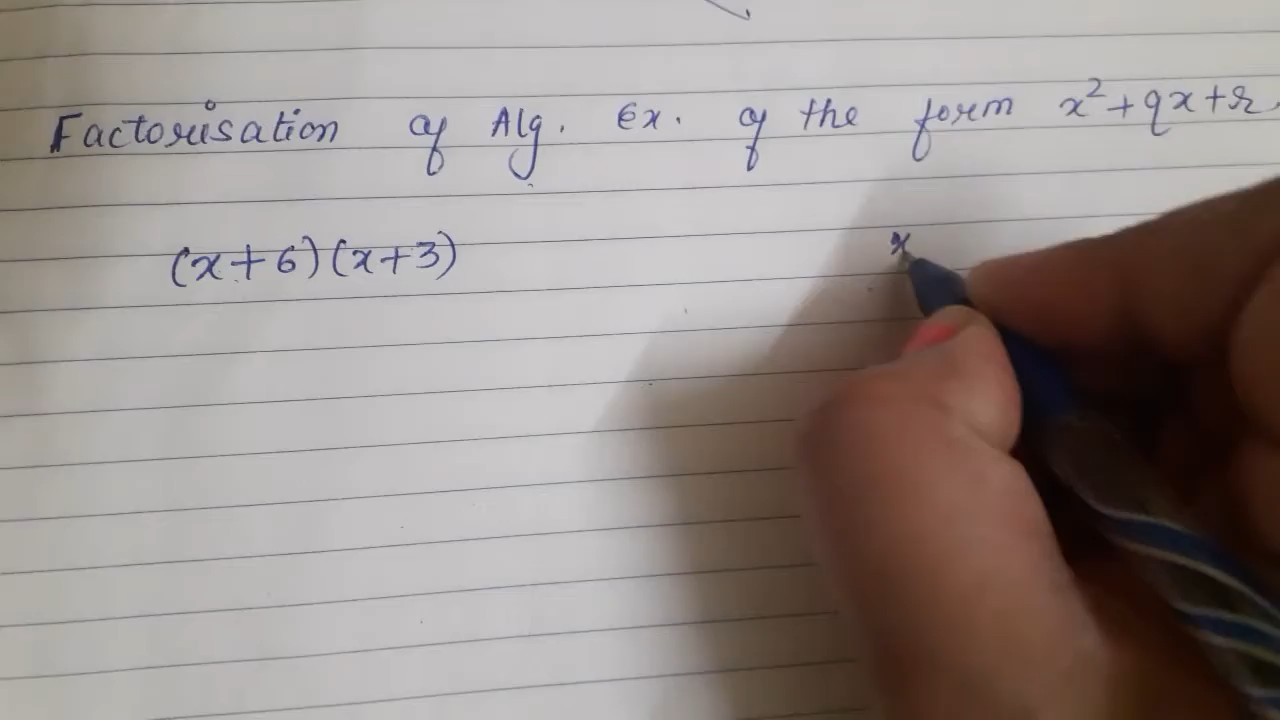 Factorisation of Alg. Ex. of the form x²+qx+r.
(x+6)(x+3) x